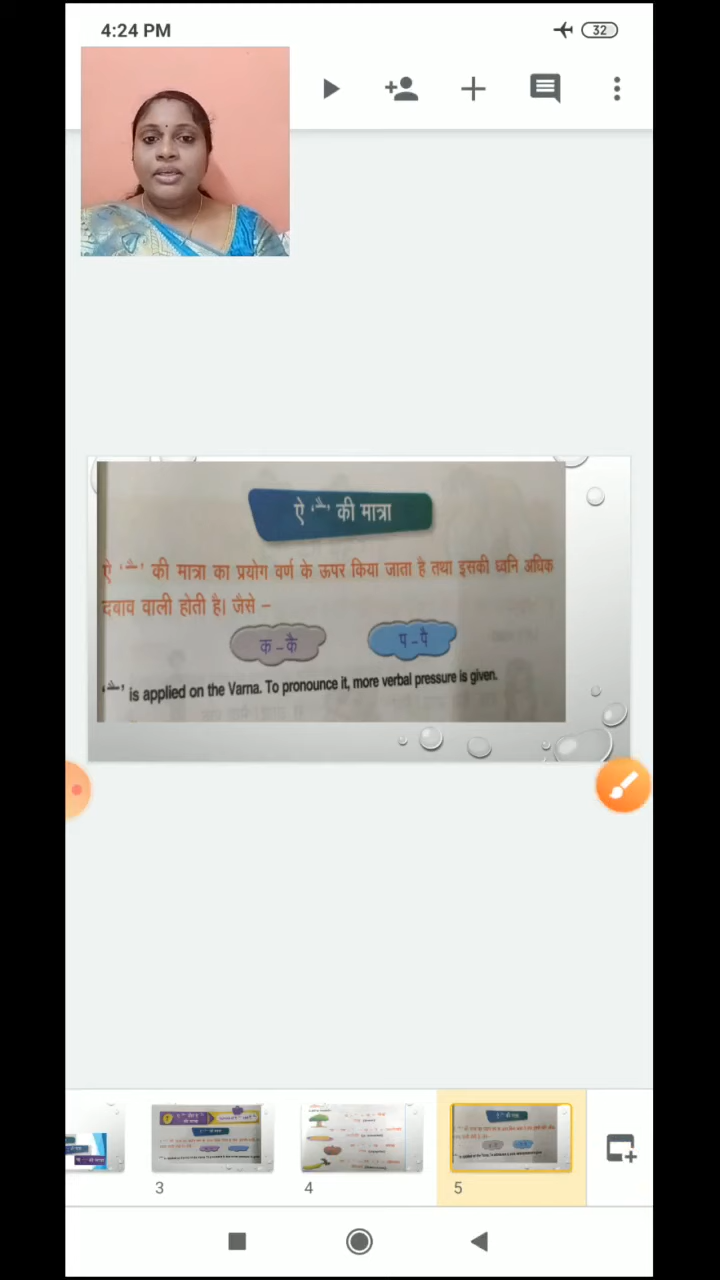 4:24 PM
32
ऐ ' ै ' की मात्रा
ऐ ' ै ' की मात्रा का प्रयोग वर्ण के ऊपर किया जाता है तथा इसकी ध्वनि अधिक
दबाव वाली होती है। जैसे –
क – कै
प – पै
' ै ' is applied on the Varna. To pronounce it, more verbal pressure is given.
3
4
5